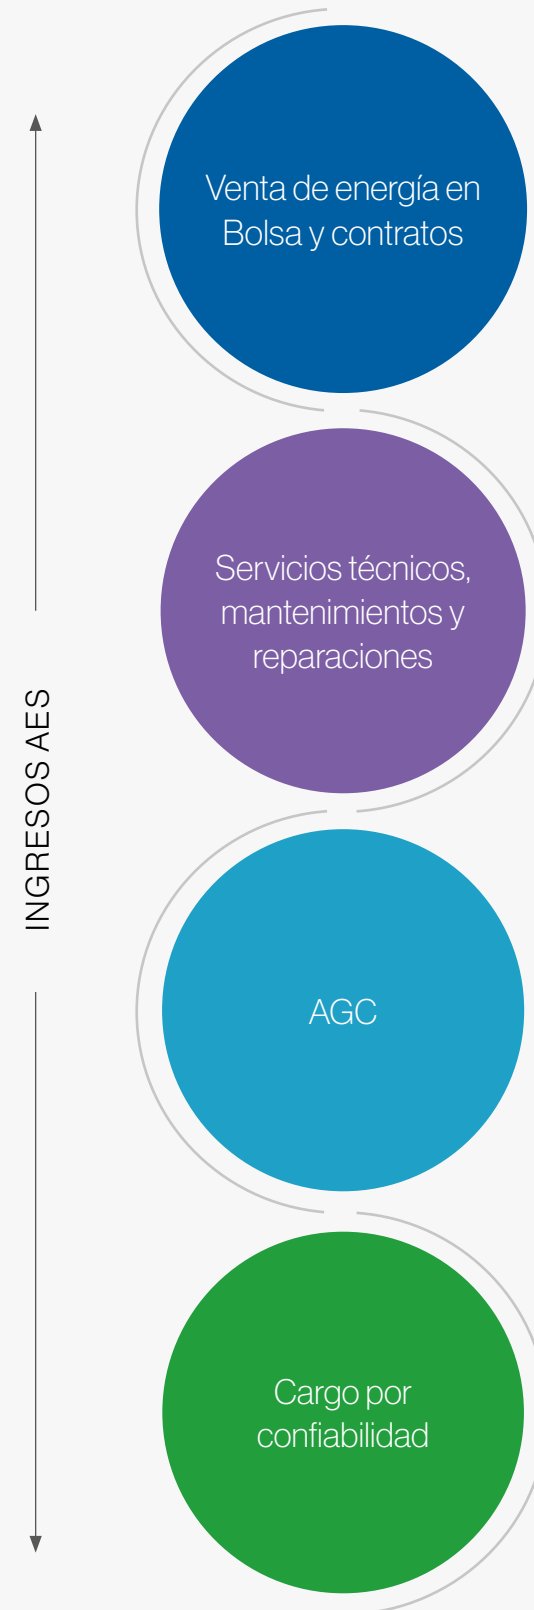 INGRESOS AES
Venta de energía en
Bolsa y contratos
Servicios técnicos,
mantenimientos y
reparaciones
AGC
Cargo por
confiabilidad